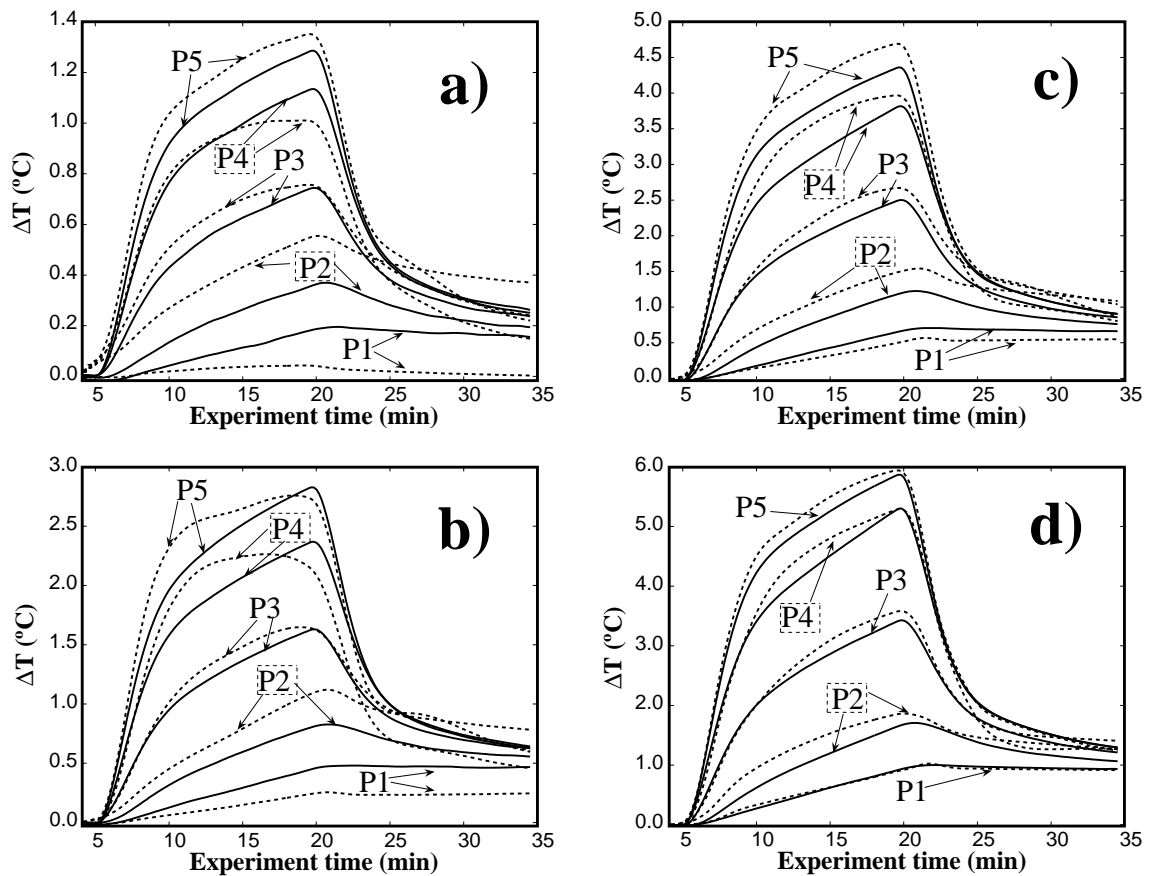 a)
1.4
1.2
1.0
0.8
0.6
0.4
0.2
0.0
ΔT (ºC)
P5
P4
P3
P2
P1
5 10 15 20 25 30 35
Experiment time (min)
c)
5.0
4.5
4.0
3.5
3.0
2.5
2.0
1.5
1.0
0.5
0.0
ΔT (ºC)
P5
P4
P3
P2
P1
5 10 15 20 25 30 35
Experiment time (min)
b)
3.0
2.5
2.0
1.5
1.0
0.5
0.0
ΔT (ºC)
P5
P4
P3
P2
P1
5 10 15 20 25 30 35
Experiment time (min)
d)
6.0
5.0
4.0
3.0
2.0
1.0
0.0
ΔT (ºC)
P5
P4
P3
P2
P1
5 10 15 20 25 30 35
Experiment time (min)